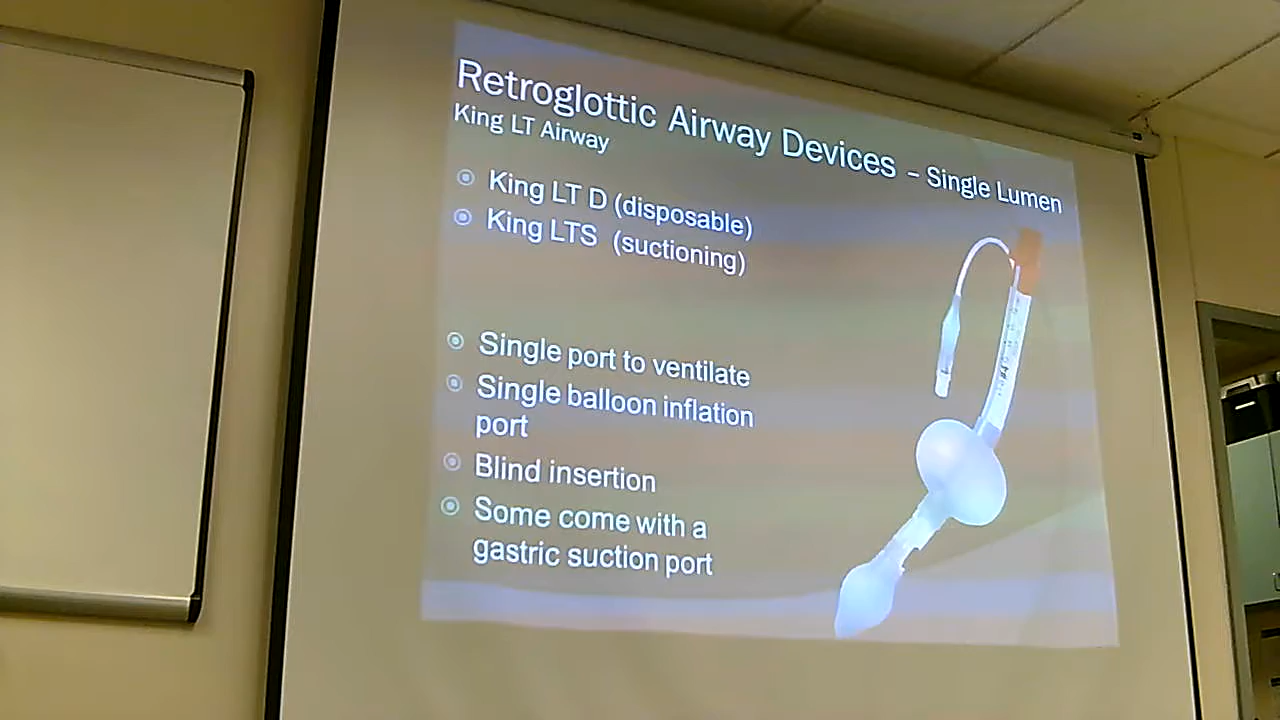 Retroglottic Airway Devices – Single Lumen
King LT Airway
King LT D (disposable)
King LTS (suctioning)
Single port to ventilate
Single balloon inflation
port
Blind insertion
Some come with a
gastric suction port